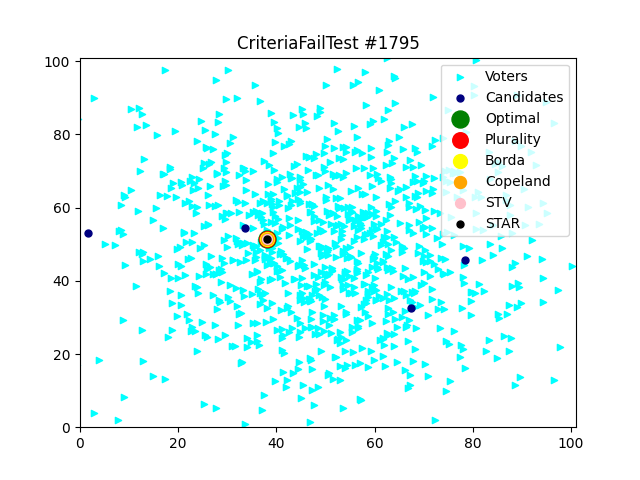 CriteriaFailTest #1795
100
80
60
40
20
0
0 20 40 60 80 100
Voters
Candidates
Optimal
Plurality
Borda
Copeland
STV
STAR